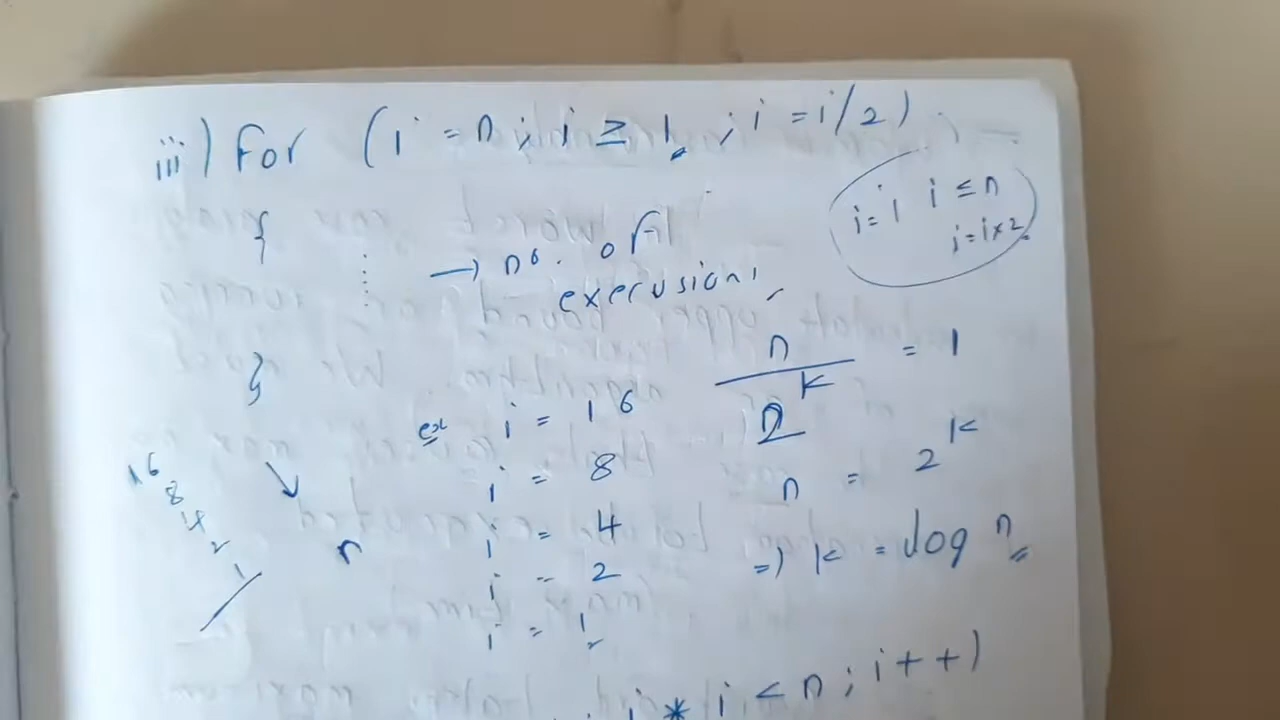 iii) For (i = n ; i ≥ 1 ; i = i/2)
{
i = 1 i ≤ n
i = i × 2
.....
→ no. of
execusions
}
n / 2^k = 1
n = 2^k
=) k = log n
ex i = 16
i = 8
i = 4
i = 2
i = 1
16
8
4
2
1
i * i < n ; i++)